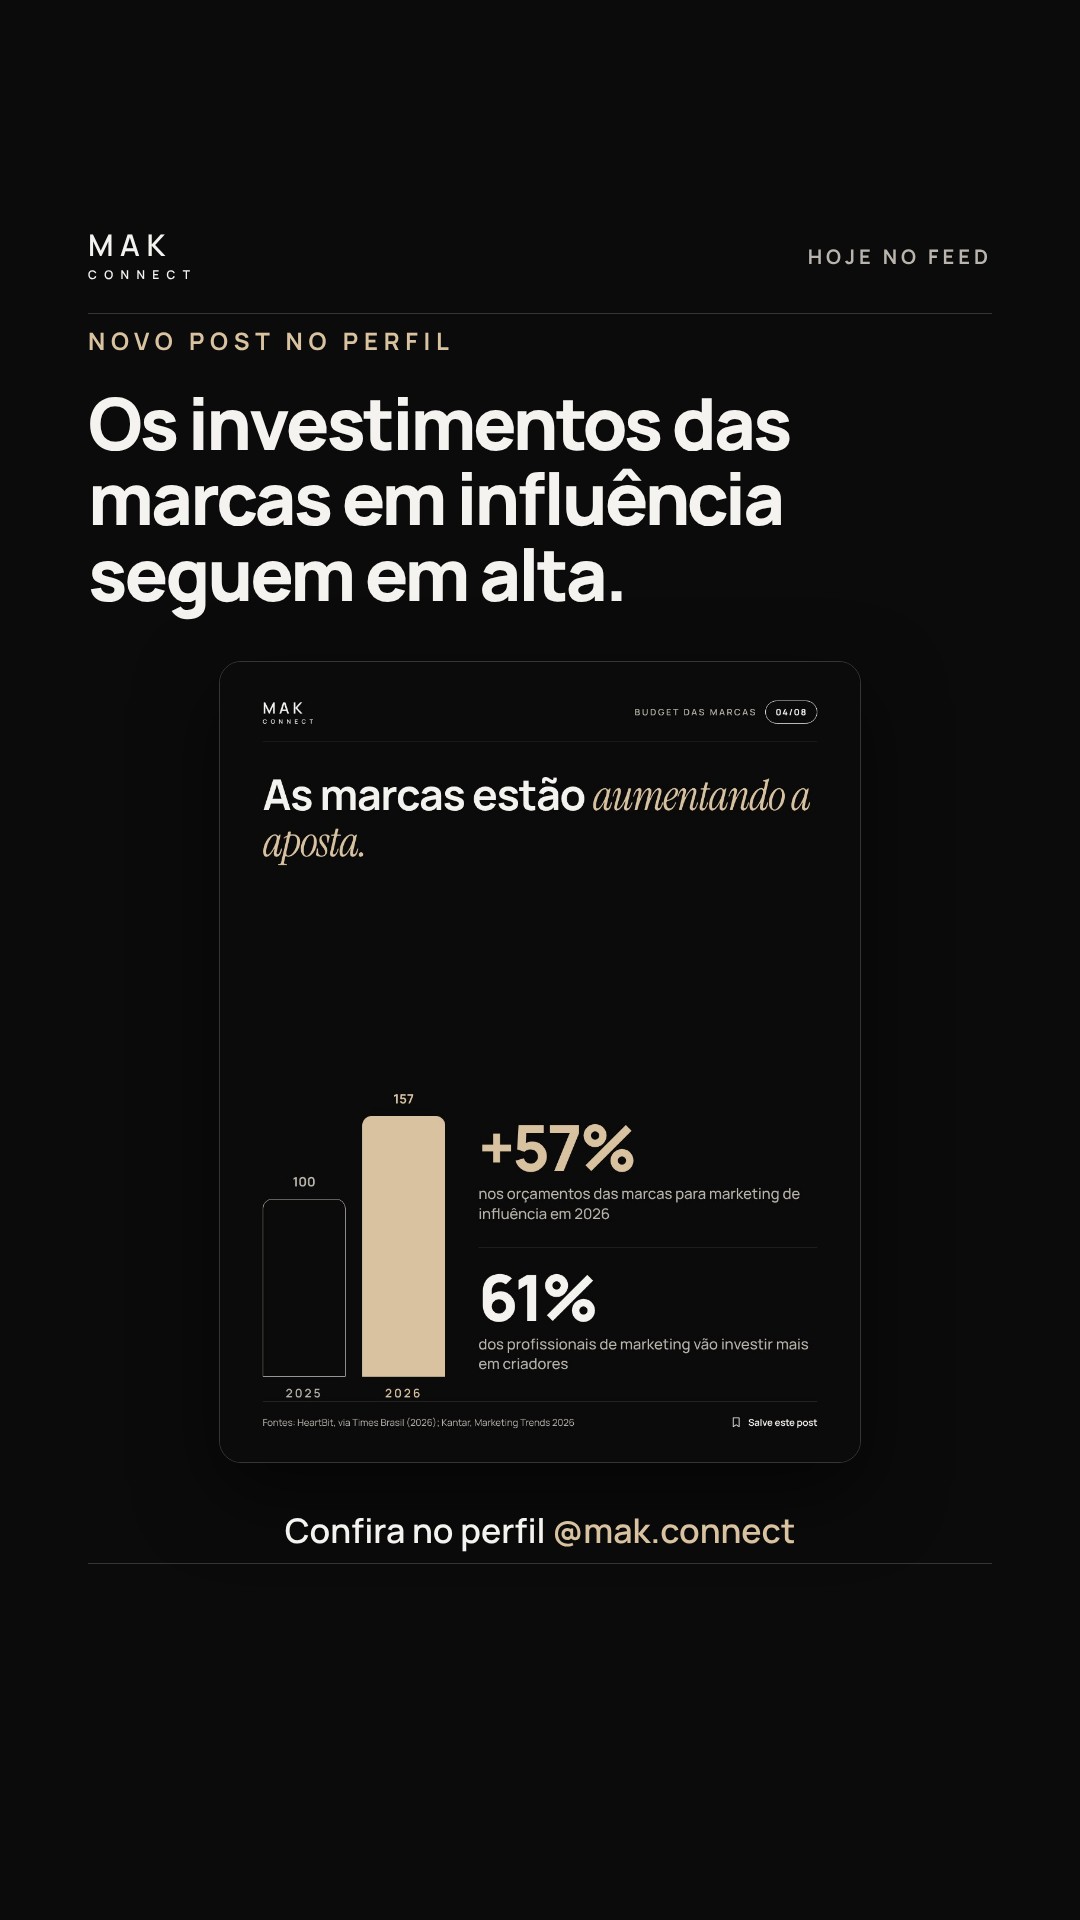 MAK
CONNECT
HOJE NO FEED
NOVO POST NO PERFIL
Os investimentos das
marcas em influência
seguem em alta.
MAK
CONNECT
BUDGET DAS MARCAS 04/08
As marcas estão aumentando a
aposta.
157
100
2025
2026
+57%
nos orçamentos das marcas para marketing de
influência em 2026
61%
dos profissionais de marketing vão investir mais
em criadores
Fontes: HeartBit, via Times Brasil (2026); Kantar, Marketing Trends 2026
Salve este post
Confira no perfil @mak.connect